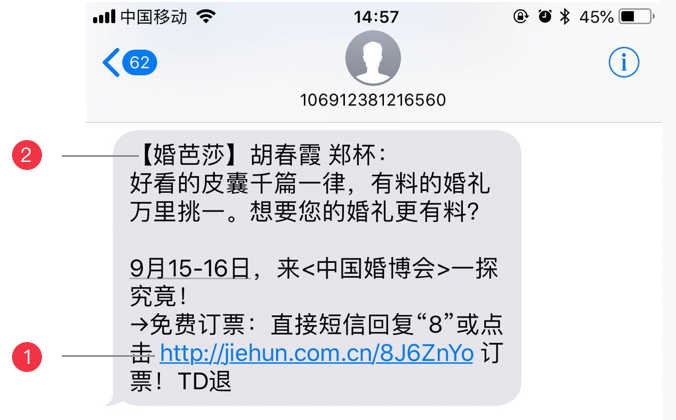 中国移动 14:57 45%
62
106912381216560
2
【婚芭莎】胡春霞 郑杯：
好看的皮囊千篇一律，有料的婚礼
万里挑一。想要您的婚礼更有料？
9月15-16日，来<中国婚博会>一探
究竟！
→免费订票：直接短信回复“8”或点
1
击 http://jiehun.com.cn/8J6ZnYo 订
票！TD退